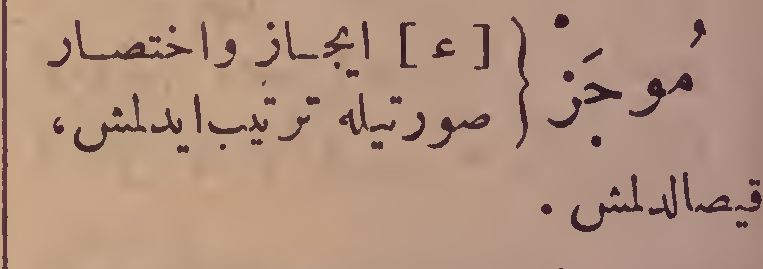 مُوجَزْ { [ ء ] ایجاز واختصار
صورتیله ترتیب ایدلمش،
قیصالدلمش .